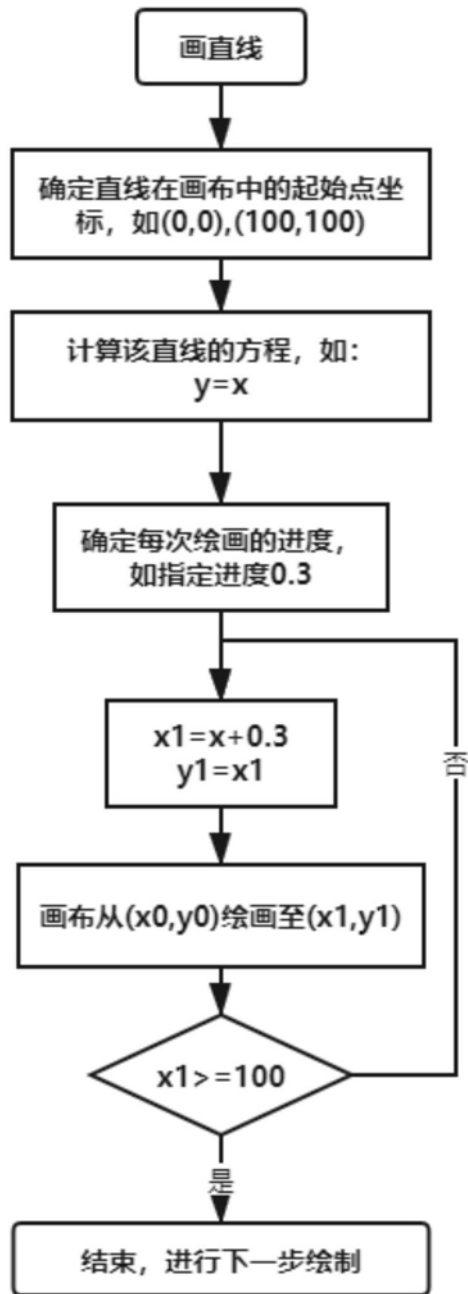 画直线
确定直线在画布中的起始点坐
标，如(0,0),(100,100)
计算该直线的方程，如：
y=x
确定每次绘画的进度，
如指定进度0.3
x1=x+0.3
y1=x1
否
画布从(x0,y0)绘画至(x1,y1)
x1>=100
是
结束，进行下一步绘制